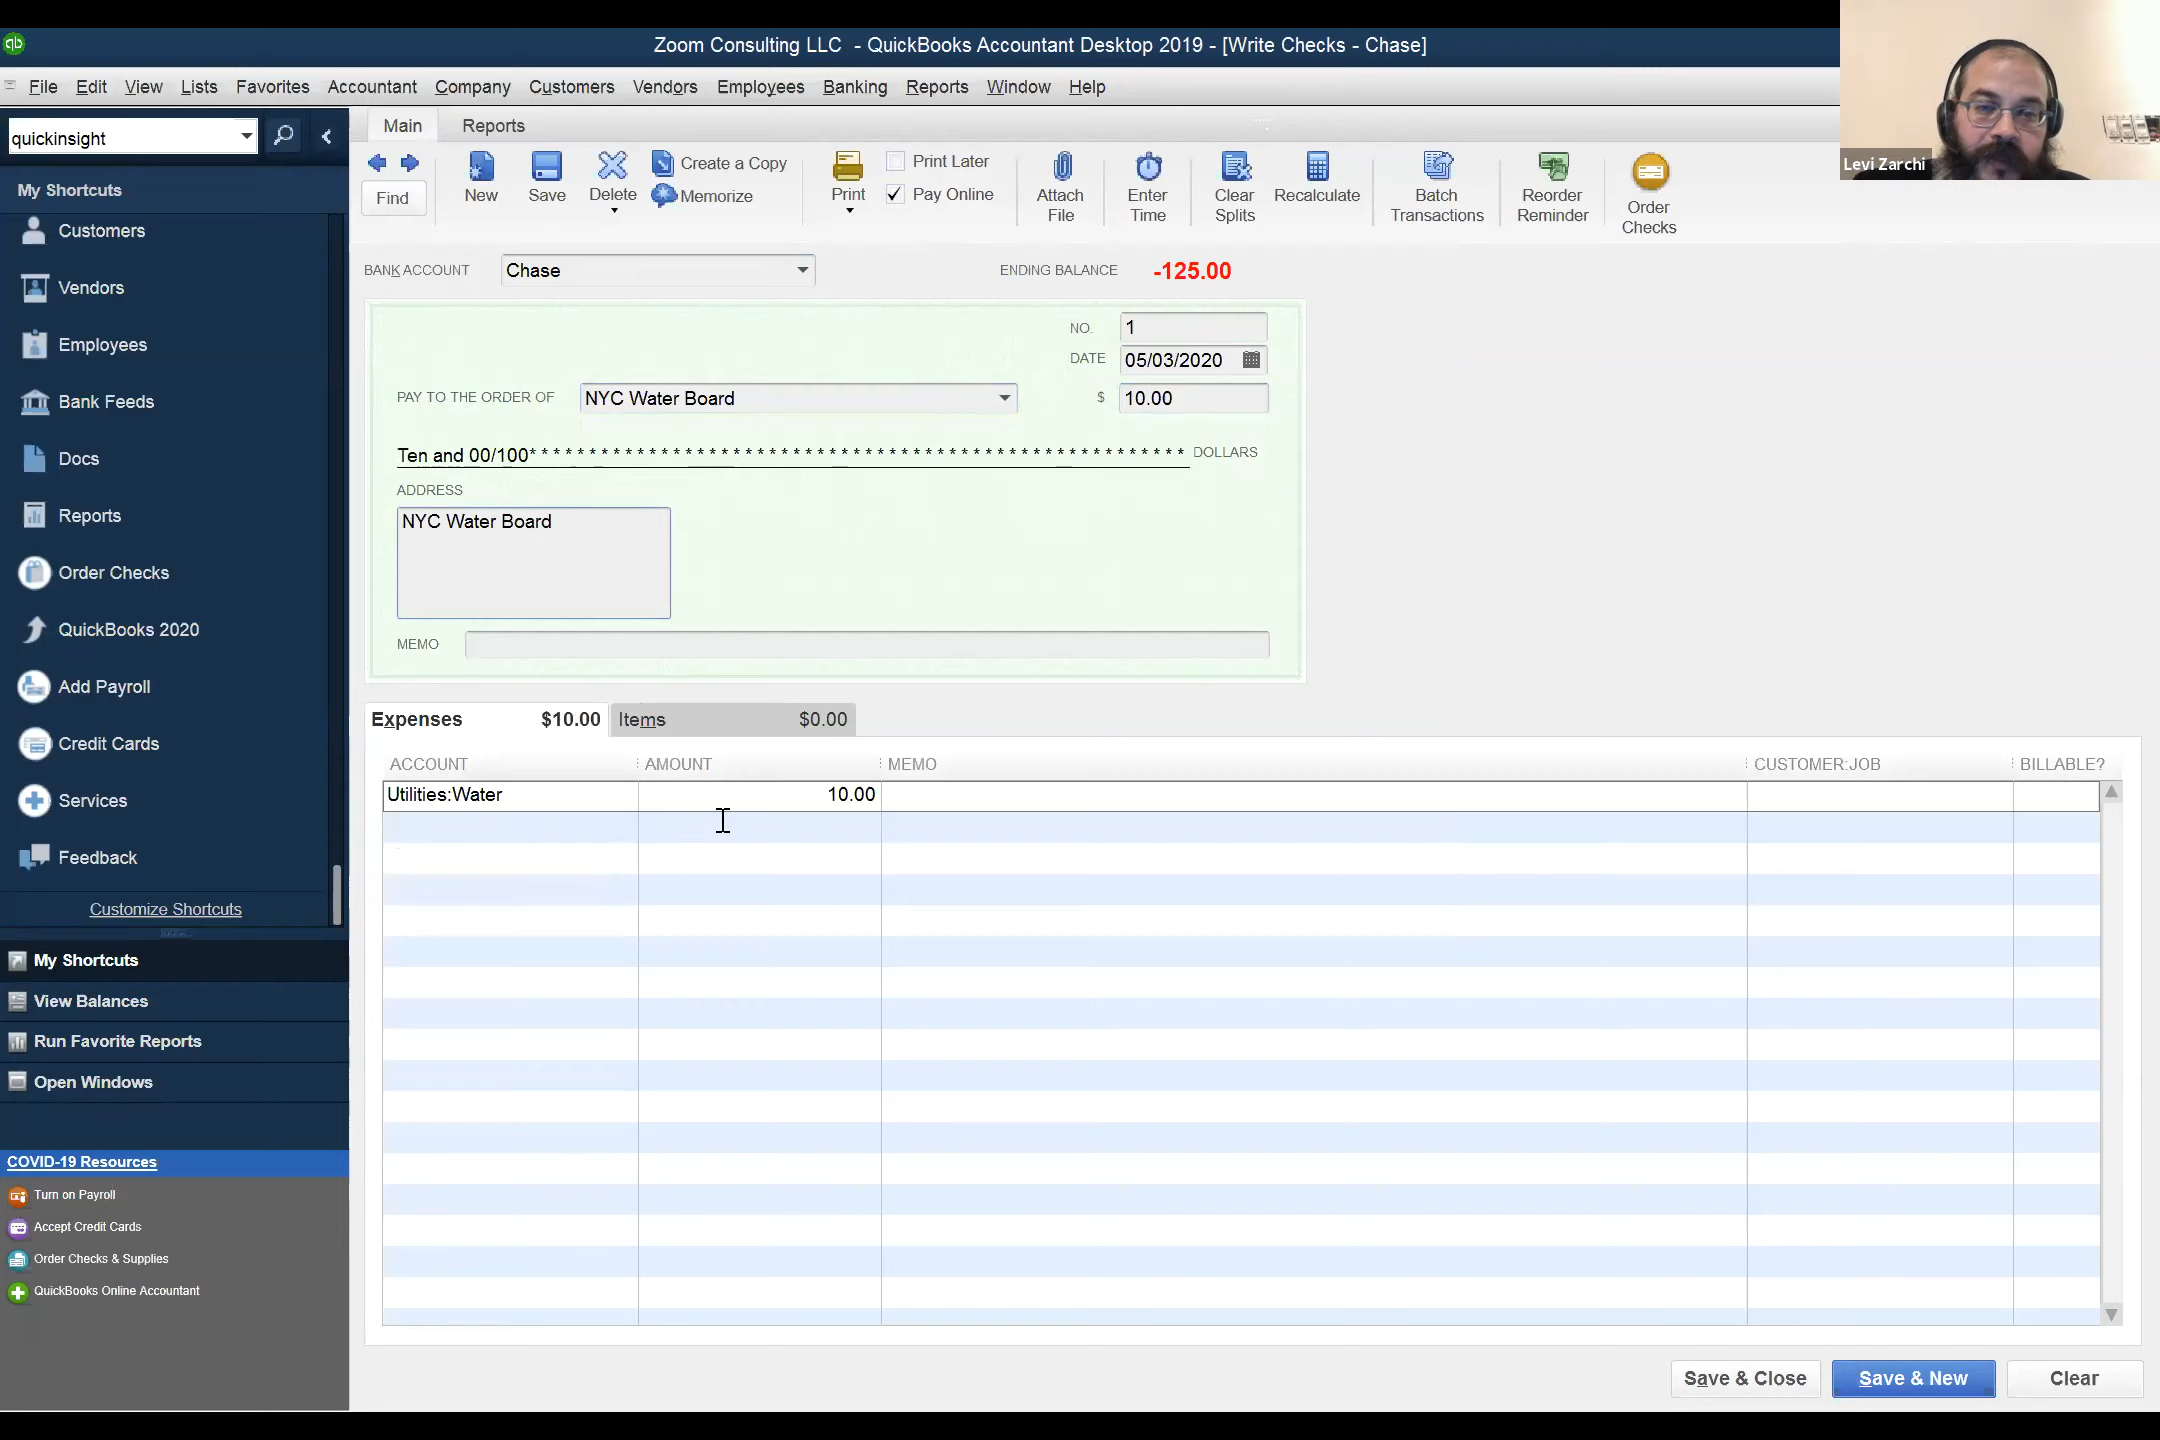 Zoom Consulting LLC - QuickBooks Accountant Desktop 2019 - [Write Checks - Chase]
File Edit View Lists Favorites Accountant Company Customers Vendors Employees Banking Reports Window Help
Levi Zarchi
quickinsight
My Shortcuts
Customers
Vendors
Employees
Bank Feeds
Docs
Reports
Order Checks
QuickBooks 2020
Add Payroll
Credit Cards
Services
Feedback
Customize Shortcuts
My Shortcuts
View Balances
Run Favorite Reports
Open Windows
COVID-19 Resources
Turn on Payroll
Accept Credit Cards
Order Checks & Supplies
QuickBooks Online Accountant
Main Reports
Find
New
Save
Delete
Create a Copy
Memorize
Print
Print Later
Pay Online
Attach
File
Enter
Time
Clear
Splits
Recalculate
Batch
Transactions
Reorder
Reminder
Order
Checks
BANK ACCOUNT Chase ENDING BALANCE -125.00
NO. 1
DATE 05/03/2020
PAY TO THE ORDER OF NYC Water Board $ 10.00
Ten and 00/100* * * * * * * * * * * * * * * * * * * * * * * * * * * * * * * * * * * * * * * * * * * * * * * * * * * * * * DOLLARS
ADDRESS
NYC Water Board
MEMO
Expenses $10.00 Items $0.00
ACCOUNT AMOUNT MEMO CUSTOMER:JOB BILLABLE?
Utilities:Water 10.00
Save & Close Save & New Clear